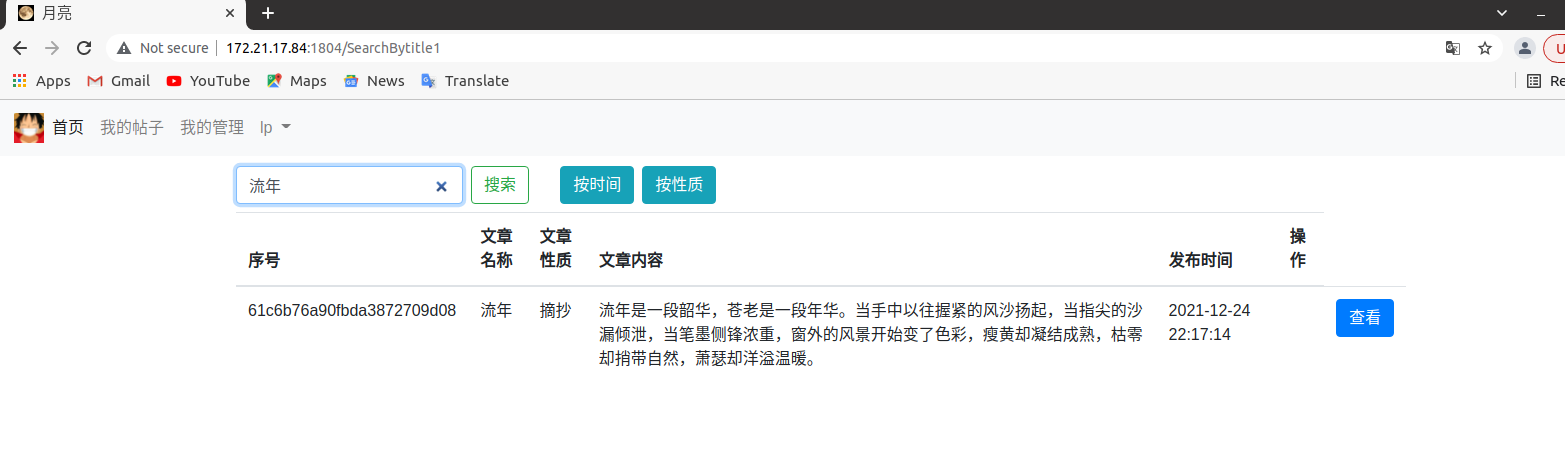 月亮
Not secure 172.21.17.84:1804/SearchBytitle1
Apps Gmail YouTube Maps News Translate Re
首页 我的帖子 我的管理 lp
流年 搜索 按时间 按性质
序号 文章名称 文章性质 文章内容 发布时间 操作
61c6b76a90fbda3872709d08 流年 摘抄 流年是一段韶华，苍老是一段年华。当手中以往握紧的风沙扬起，当指尖的沙 2021-12-24 查看
漏倾泄，当笔墨侧锋浓重，窗外的风景开始变了色彩，瘦黄却凝结成熟，枯零 22:17:14
却捎带自然，萧瑟却洋溢温暖。